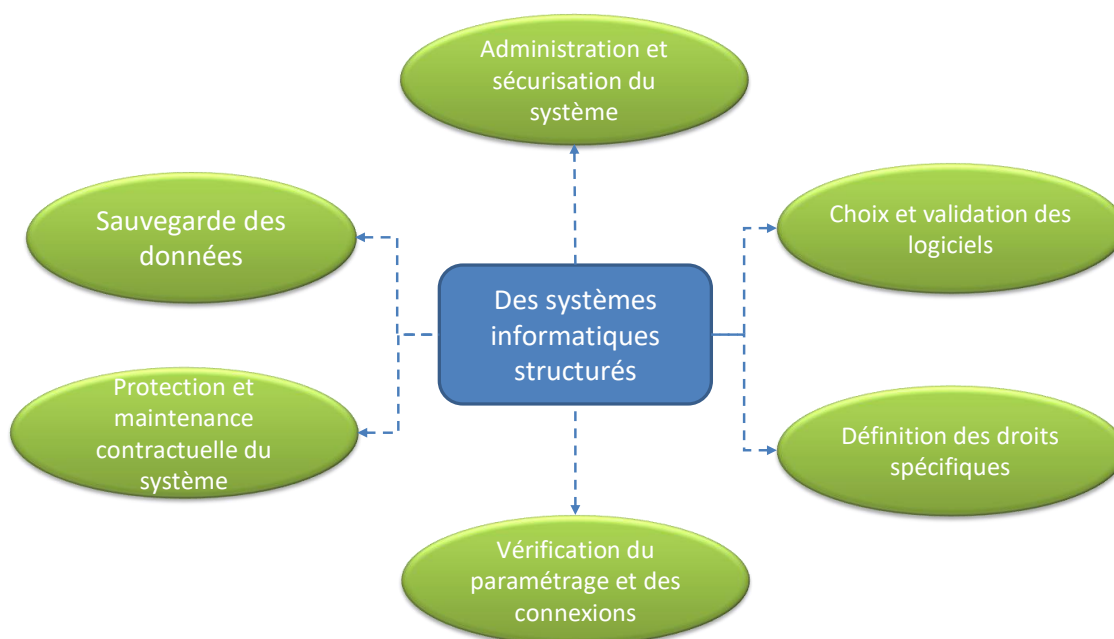 Administration et
sécurisation du
système
Sauvegarde des
données
Choix et validation des
logiciels
Des systèmes
informatiques
structurés
Protection et
maintenance
contractuelle du
système
Définition des droits
spécifiques
Vérification du
paramétrage et des
connexions